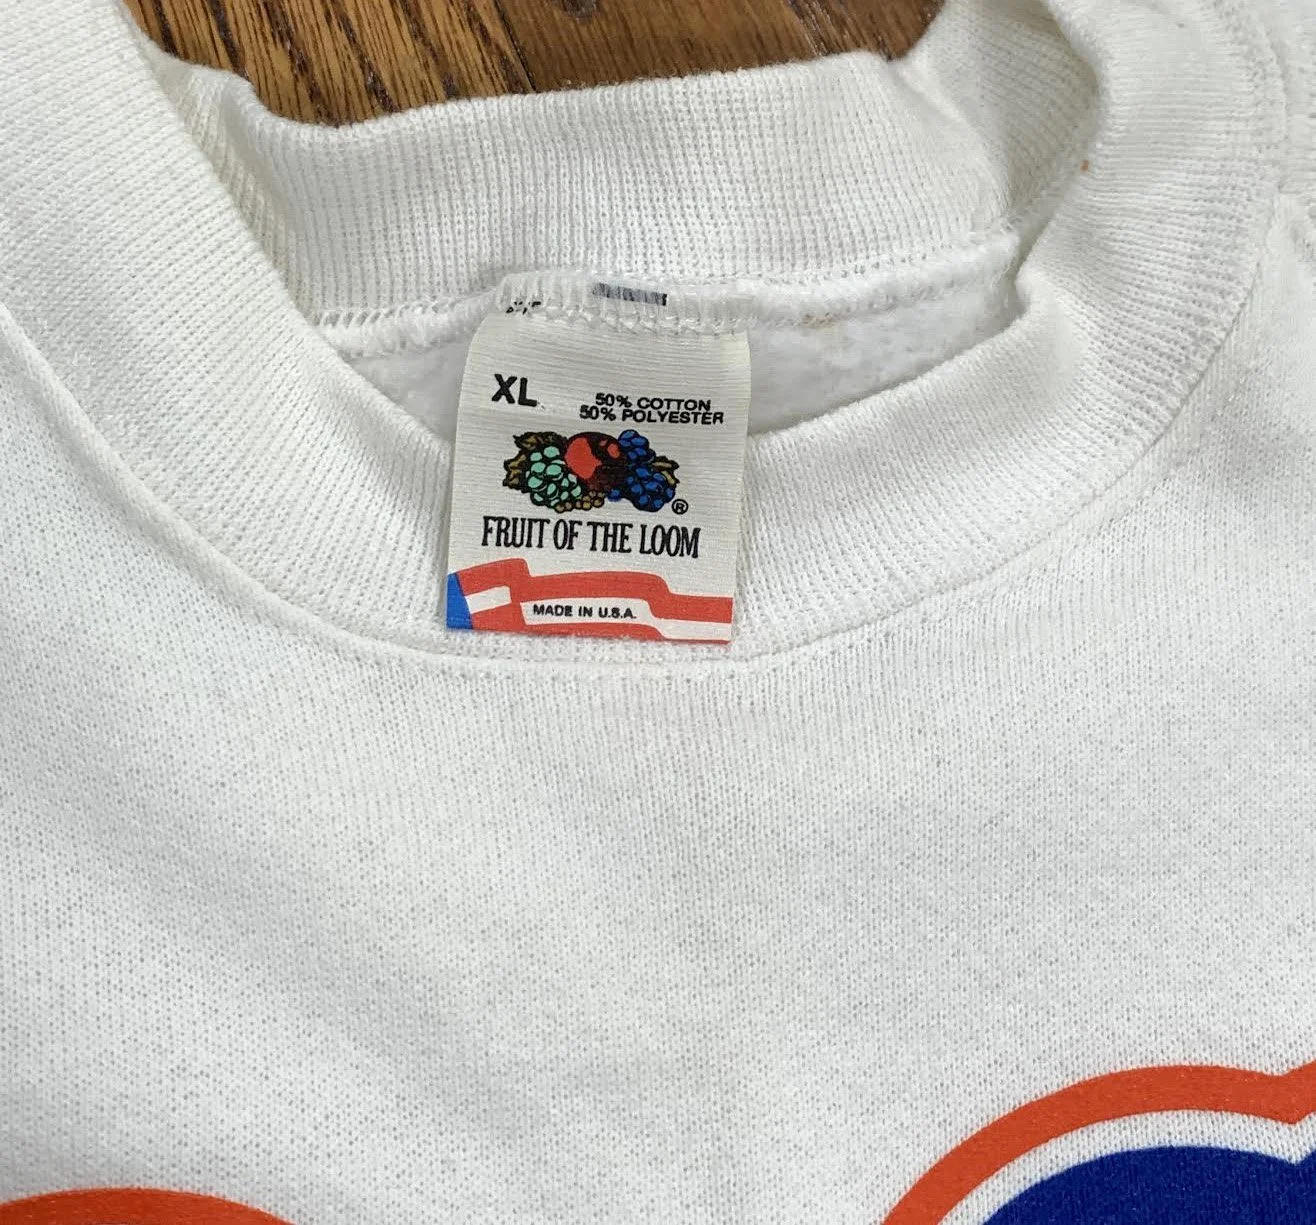 XL
50% COTTON
50% POLYESTER
®
FRUIT OF THE LOOM
MADE IN U.S.A.